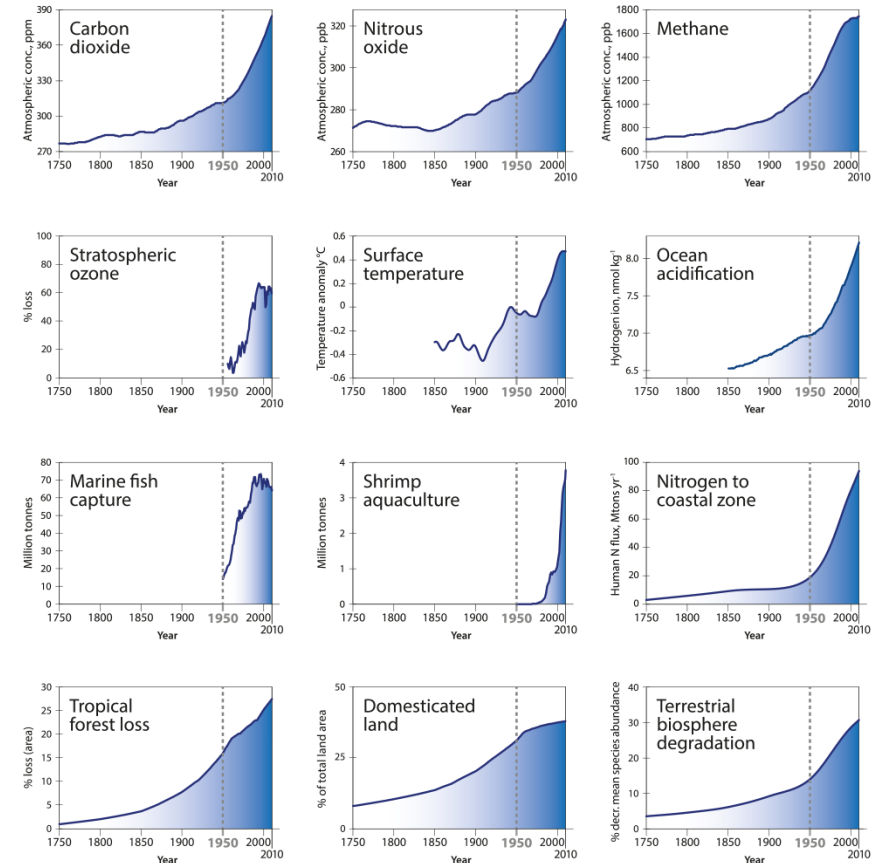 Carbon
dioxide
Atmospheric conc., ppm
390
360
330
300
270
1750 1800 1850 1900 1950 2000 2010
Year
Nitrous
oxide
Atmospheric conc., ppb
320
300
280
260
1750 1800 1850 1900 1950 2000 2010
Year
Methane
Atmospheric conc., ppb
1800
1600
1400
1200
1000
800
600
1750 1800 1850 1900 1950 2000 2010
Year
Stratospheric
ozone
% loss
100
80
60
40
20
0
1750 1800 1850 1900 1950 2000 2010
Year
Surface
temperature
Temperature anomaly °C
0.6
0.4
0.2
0
-0.2
-0.4
-0.6
1750 1800 1850 1900 1950 2000 2010
Year
Ocean
acidification
Hydrogen ion, nmol kg⁻¹
8.0
7.5
7.0
6.5
1750 1800 1850 1900 1950 2000 2010
Year
Marine fish
capture
Million tonnes
80
70
60
50
40
30
20
10
0
1750 1800 1850 1900 1950 2000 2010
Year
Shrimp
aquaculture
Million tonnes
4
3
2
1
0
1750 1800 1850 1900 1950 2000 2010
Year
Nitrogen to
coastal zone
Human N flux, Mtons yr⁻¹
100
80
60
40
20
0
1750 1800 1850 1900 1950 2000 2010
Year
Tropical
forest loss
% loss (area)
30
25
20
15
10
5
0
1750 1800 1850 1900 1950 2000 2010
Year
Domesticated
land
% of total land area
50
25
0
1750 1800 1850 1900 1950 2000 2010
Year
Terrestrial
biosphere
degradation
% decr. mean species abundance
40
30
20
10
0
1750 1800 1850 1900 1950 2000 2010
Year